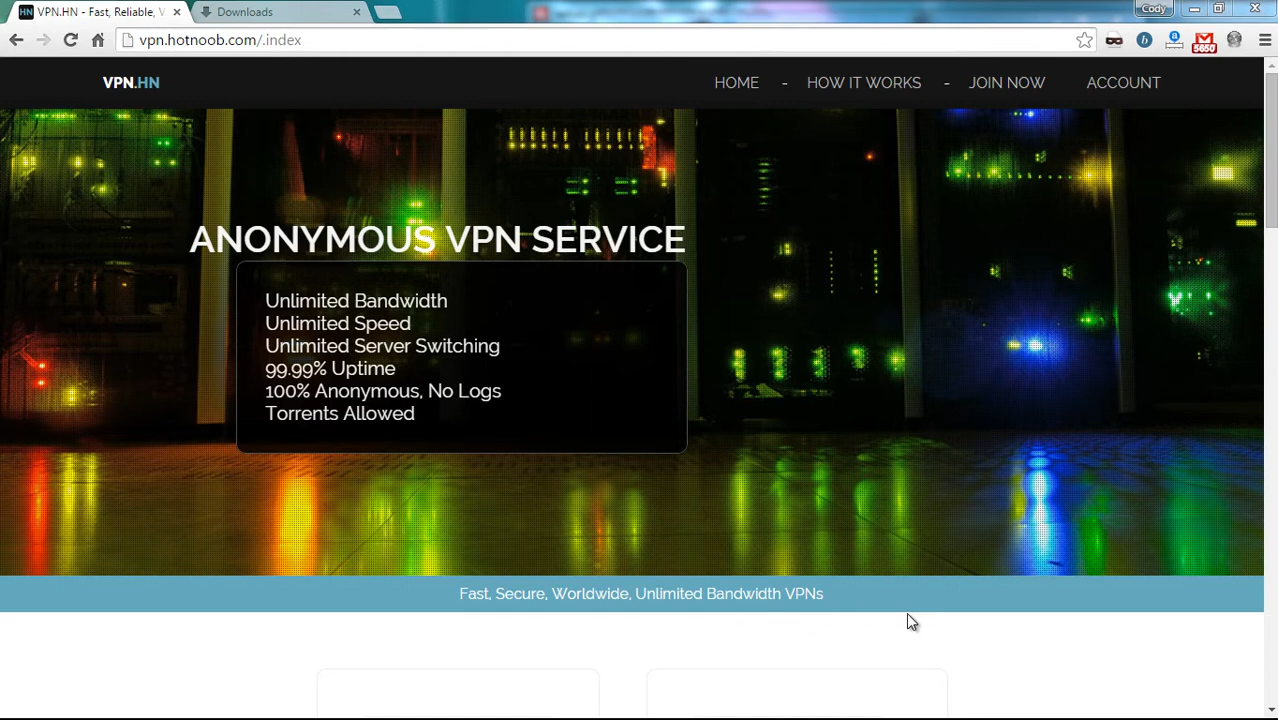 VPN.HN - Fast, Reliable, V
Downloads
Cody
vpn.hotnoob.com/.index
5650
VPN.HN
HOME - HOW IT WORKS - JOIN NOW ACCOUNT
ANONYMOUS VPN SERVICE
Unlimited Bandwidth
Unlimited Speed
Unlimited Server Switching
99.99% Uptime
100% Anonymous, No Logs
Torrents Allowed
Fast, Secure, Worldwide, Unlimited Bandwidth VPNs